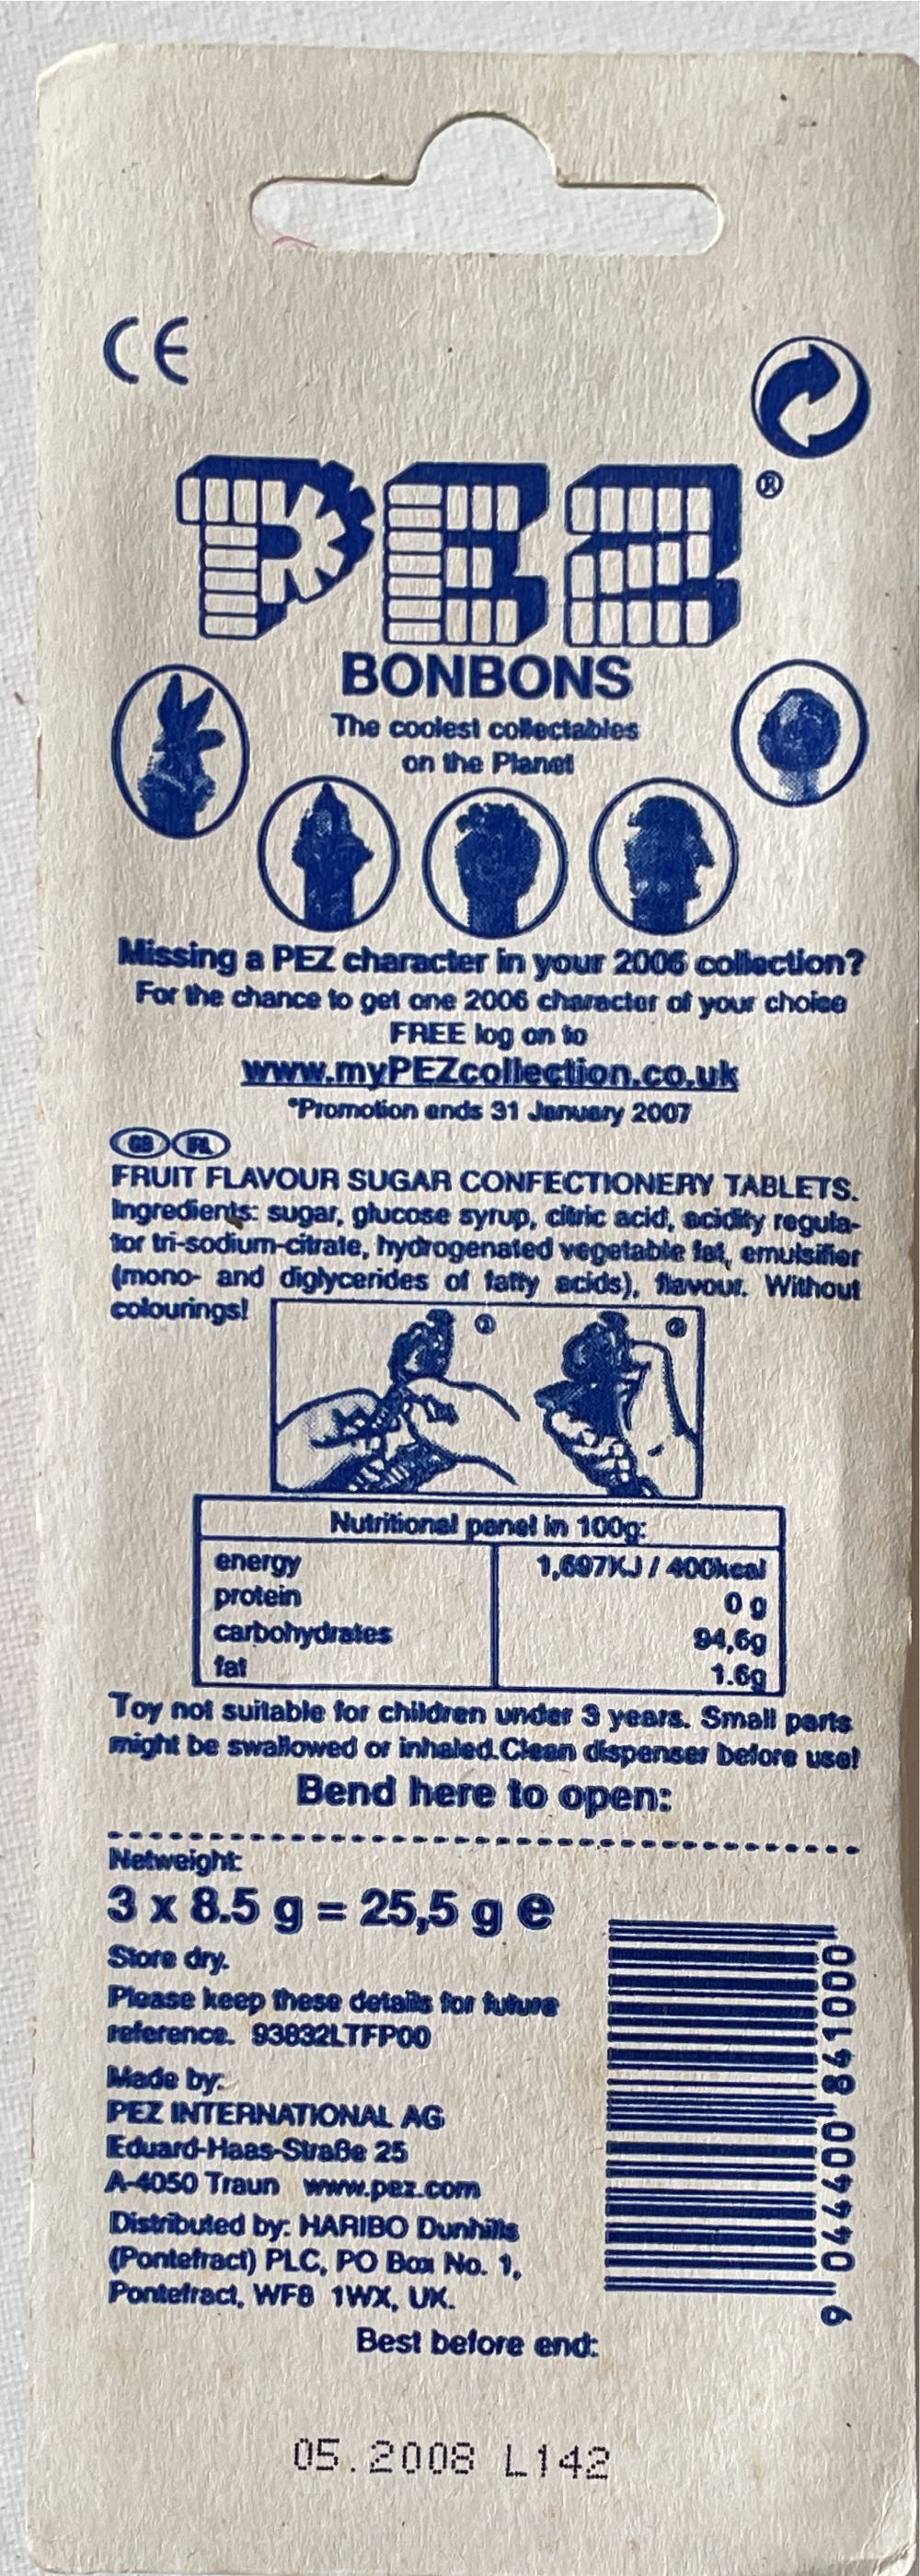 CE
PEZ®
BONBONS
The coolest collectables
on the Planet
Missing a PEZ character in your 2006 collection?
For the chance to get one 2006 character of your choice
FREE log on to
www.myPEZcollection.co.uk
*Promotion ends 31 January 2007
GB IRL
FRUIT FLAVOUR SUGAR CONFECTIONERY TABLETS.
Ingredients: sugar, glucose syrup, citric acid, acidity regula-
tor tri-sodium-citrate, hydrogenated vegetable fat, emulsifier
(mono- and diglycerides of fatty acids), flavour. Without
colourings!
1 2
Nutritional panel in 100g:
energy 1,697KJ / 400kcal
protein 0 g
carbohydrates 94,6g
fat 1.6g
Toy not suitable for children under 3 years. Small parts
might be swallowed or inhaled.Clean dispenser before use!
Bend here to open:
Netweight:
3 x 8.5 g = 25,5 g e
Store dry.
Please keep these details for future
reference. 93832LTFP00
Made by:
PEZ INTERNATIONAL AG
Eduard-Haas-Straße 25
A-4050 Traun www.pez.com
Distributed by: HARIBO Dunhills
(Pontefract) PLC, PO Box No. 1,
Pontefract, WF8 1WX, UK.
9 044400 841000
Best before end:
05.2008 L142